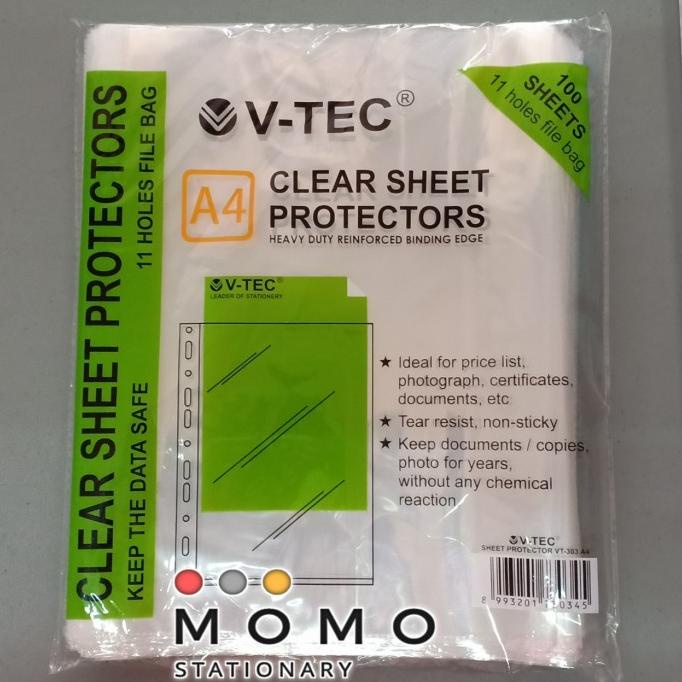 CLEAR SHEET PROTECTORS
11 HOLES FILE BAG
KEEP THE DATA SAFE
V-TEC®
100
SHEETS
11 holes file bag
A4
CLEAR SHEET
PROTECTORS
HEAVY DUTY REINFORCED BINDING EDGE
V-TEC®
LEADER OF STATIONERY
★ Ideal for price list,
photograph, certificates,
documents, etc
★ Tear resist, non-sticky
★ Keep documents / copies,
photo for years,
without any chemical
reaction
V-TEC®
SHEET PROTECTOR VT-303 A4
MOMO
STATIONARY